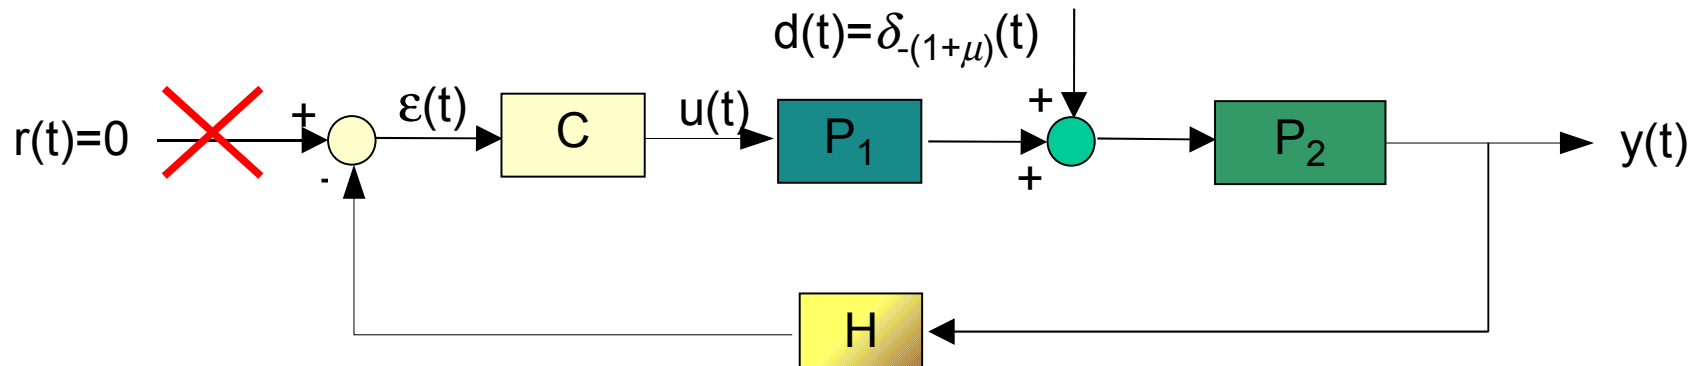 d(t)=δ-(1+μ)(t)
r(t)=0
+
-
ε(t)
C
u(t)
P1
+
+
P2
y(t)
H